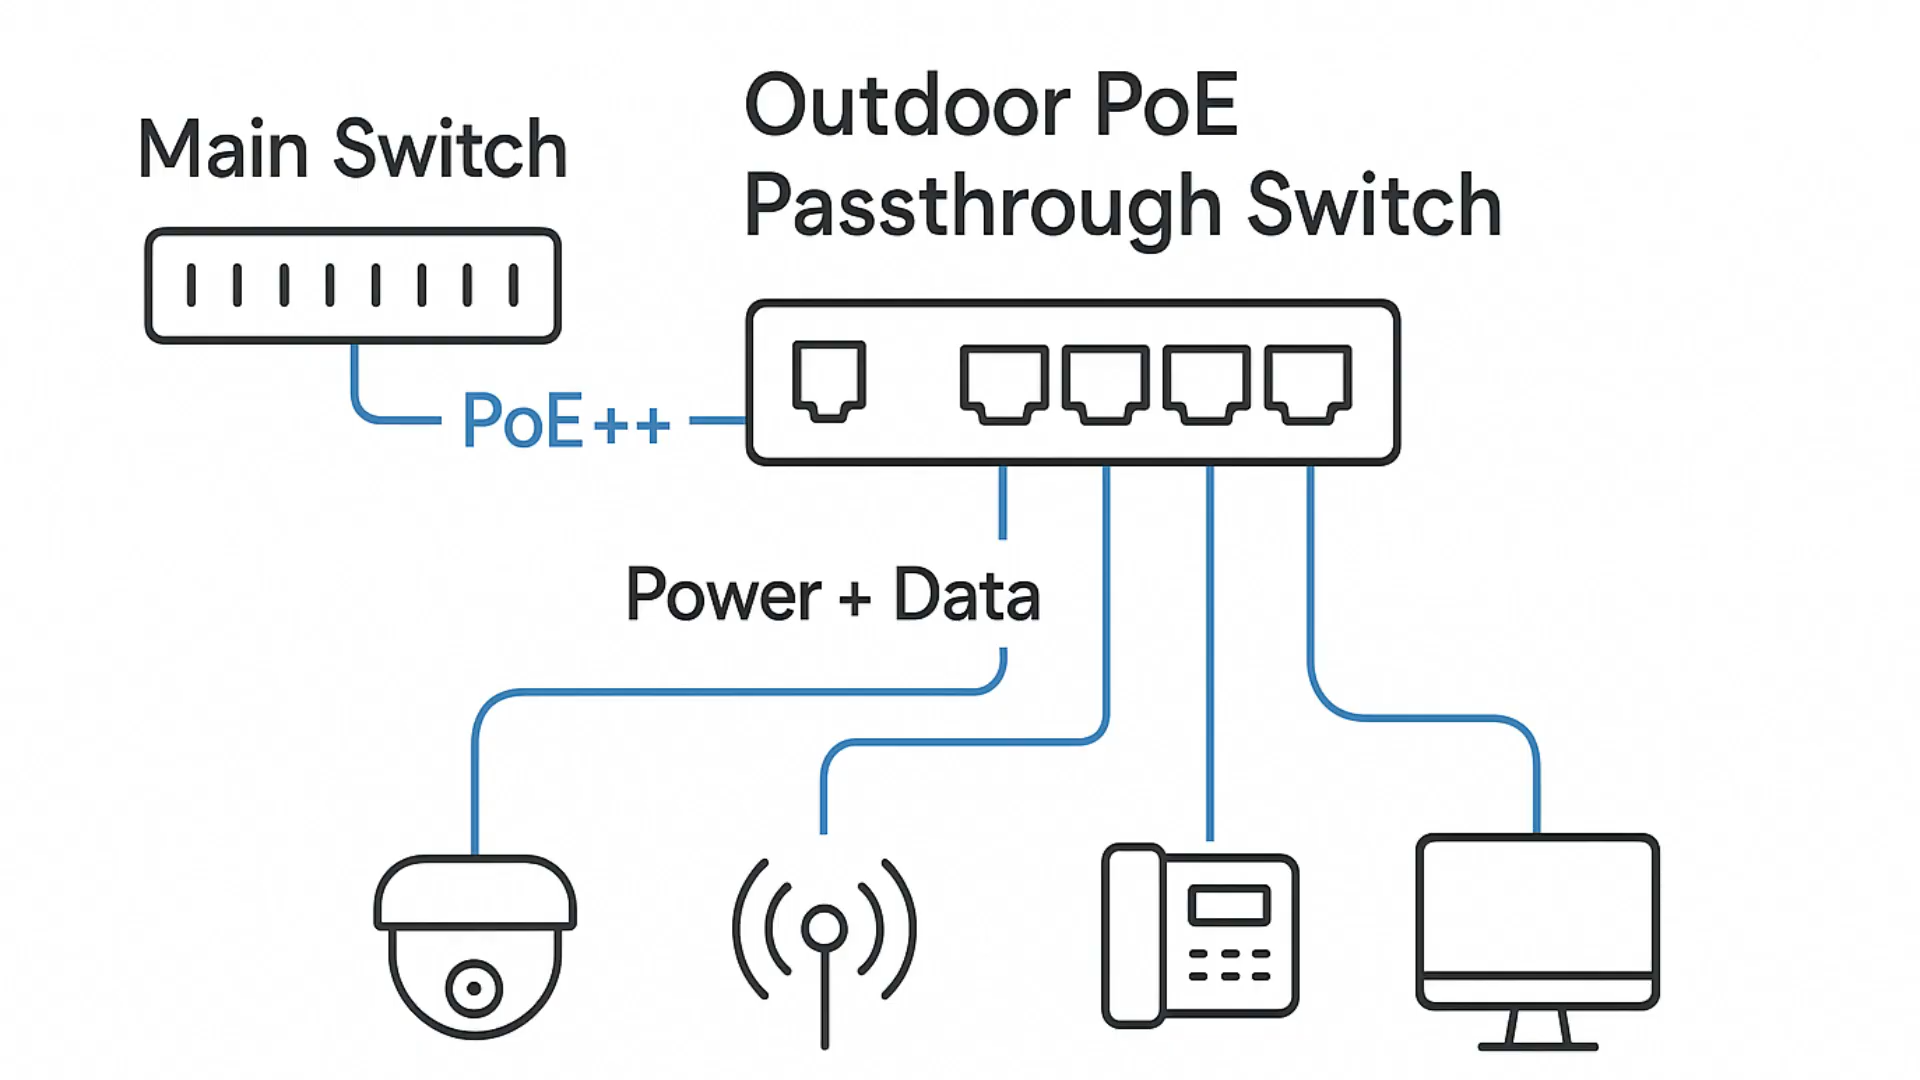 Main Switch
Outdoor PoE
Passthrough Switch
PoE++
Power + Data